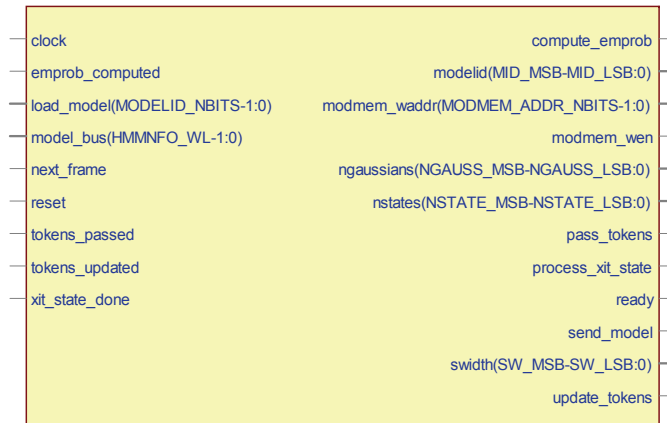 clock
compute_emprob
emprob_computed
modelid(MID_MSB-MID_LSB:0)
load_model(MODELID_NBITS-1:0)
modmem_waddr(MODMEM_ADDR_NBITS-1:0)
model_bus(HMMNFO_WL-1:0)
modmem_wen
next_frame
ngaussians(NGAUSS_MSB-NGAUSS_LSB:0)
reset
nstates(NSTATE_MSB-NSTATE_LSB:0)
tokens_passed
pass_tokens
tokens_updated
process_xit_state
xit_state_done
ready
send_model
swidth(SW_MSB-SW_LSB:0)
update_tokens